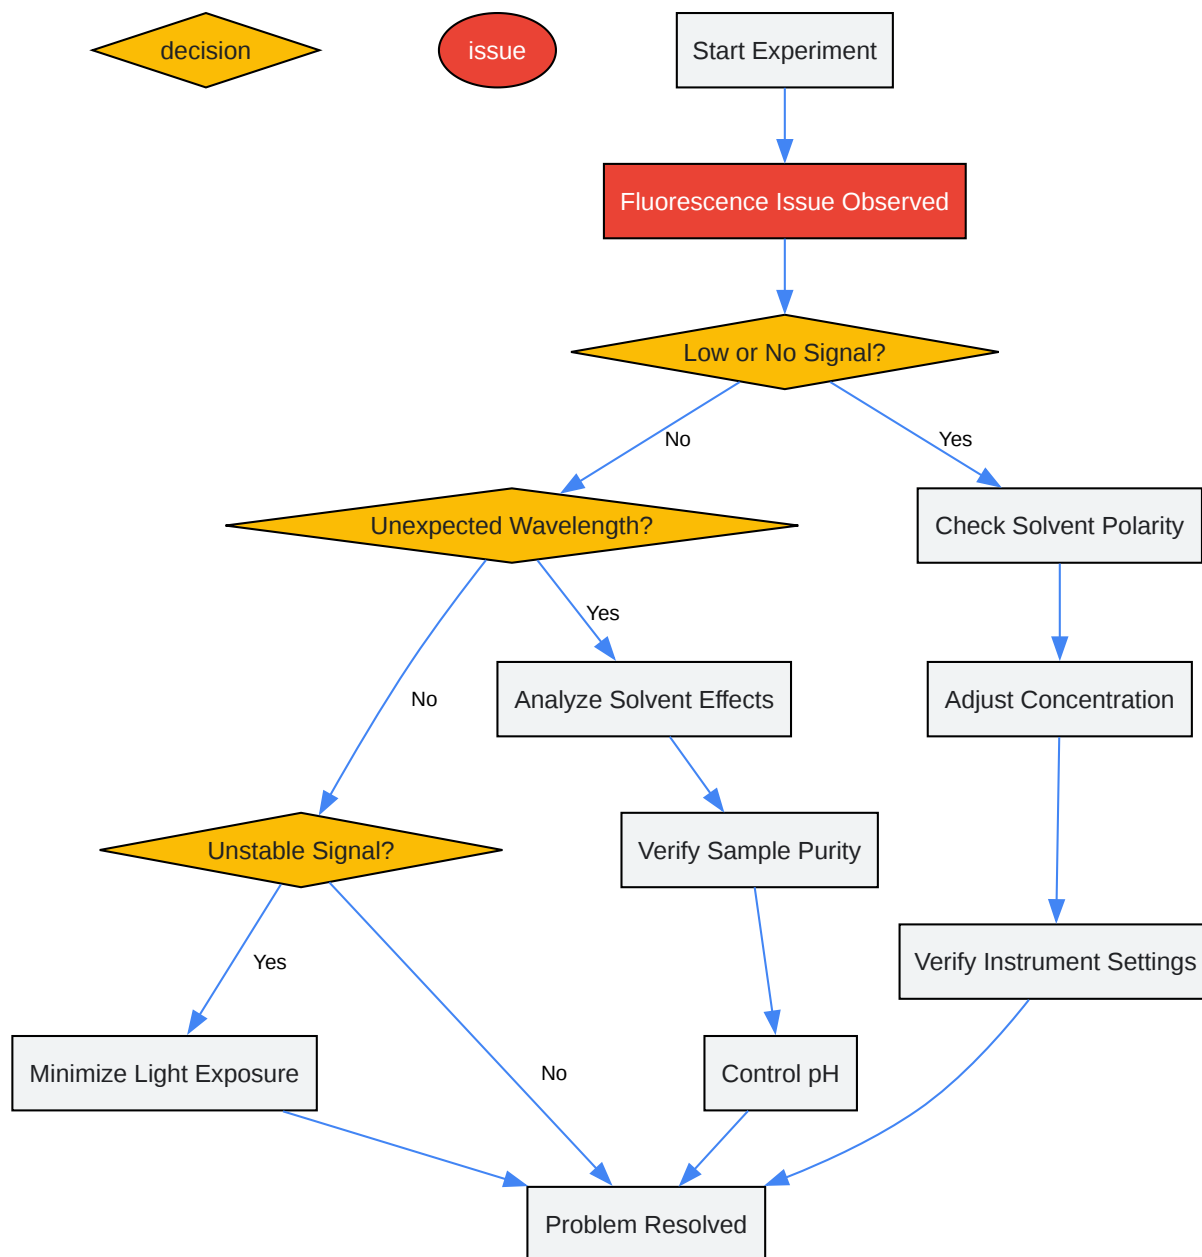 decision
issue
Start Experiment
Fluorescence Issue Observed
Low or No Signal?
No
Yes
Unexpected Wavelength?
Check Solvent Polarity
Yes
No
Analyze Solvent Effects
Adjust Concentration
Unstable Signal?
Verify Sample Purity
Yes
Verify Instrument Settings
Minimize Light Exposure
No
Control pH
Problem Resolved